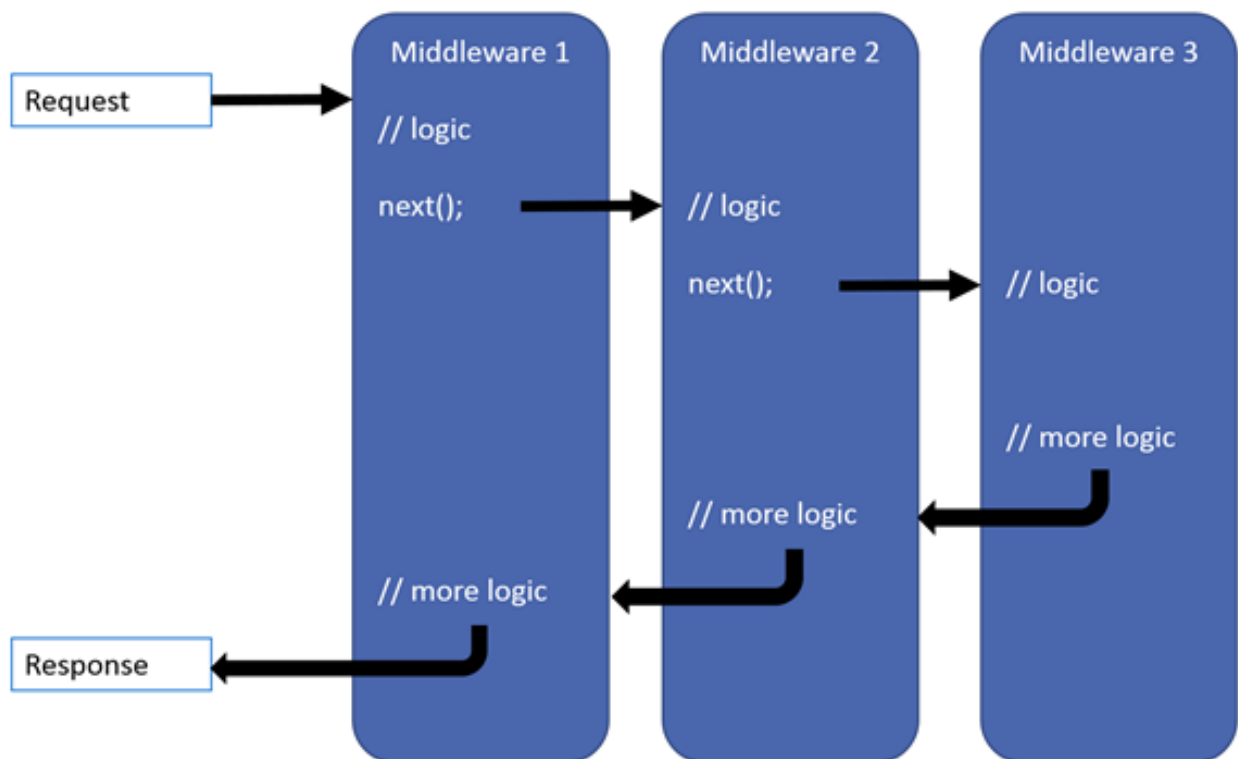 Middleware 1
Middleware 2
Middleware 3
Request
// logic
next();
// logic
next();
// logic
// more logic
// more logic
// more logic
Response